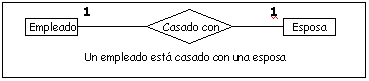 1 1
Empleado Casado con Esposa
Un empleado está casado con una esposa